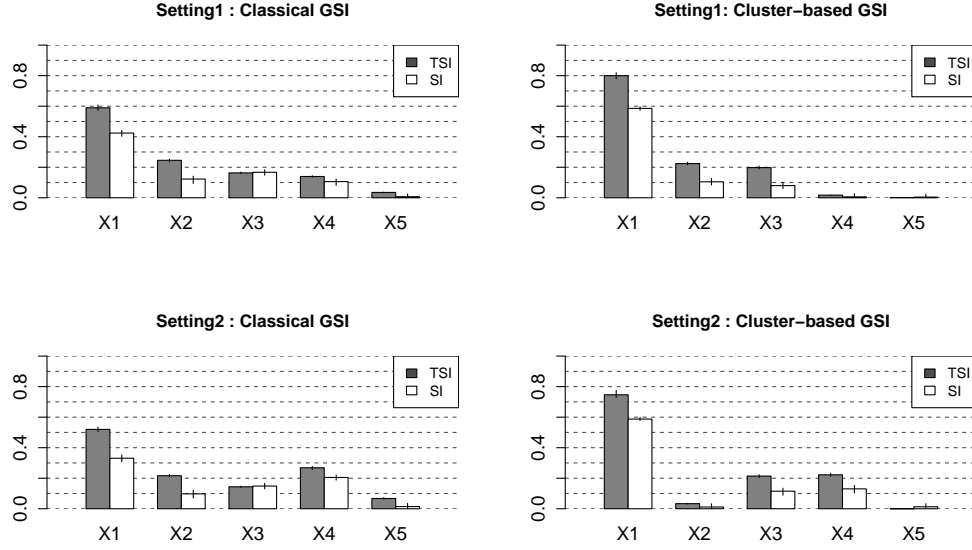 Setting1 : Classical GSI
0.0 0.4 0.8
TSI
SI
X1 X2 X3 X4 X5
Setting1: Cluster−based GSI
0.0 0.4 0.8
TSI
SI
X1 X2 X3 X4 X5
Setting2 : Classical GSI
0.0 0.4 0.8
TSI
SI
X1 X2 X3 X4 X5
Setting2 : Cluster−based GSI
0.0 0.4 0.8
TSI
SI
X1 X2 X3 X4 X5